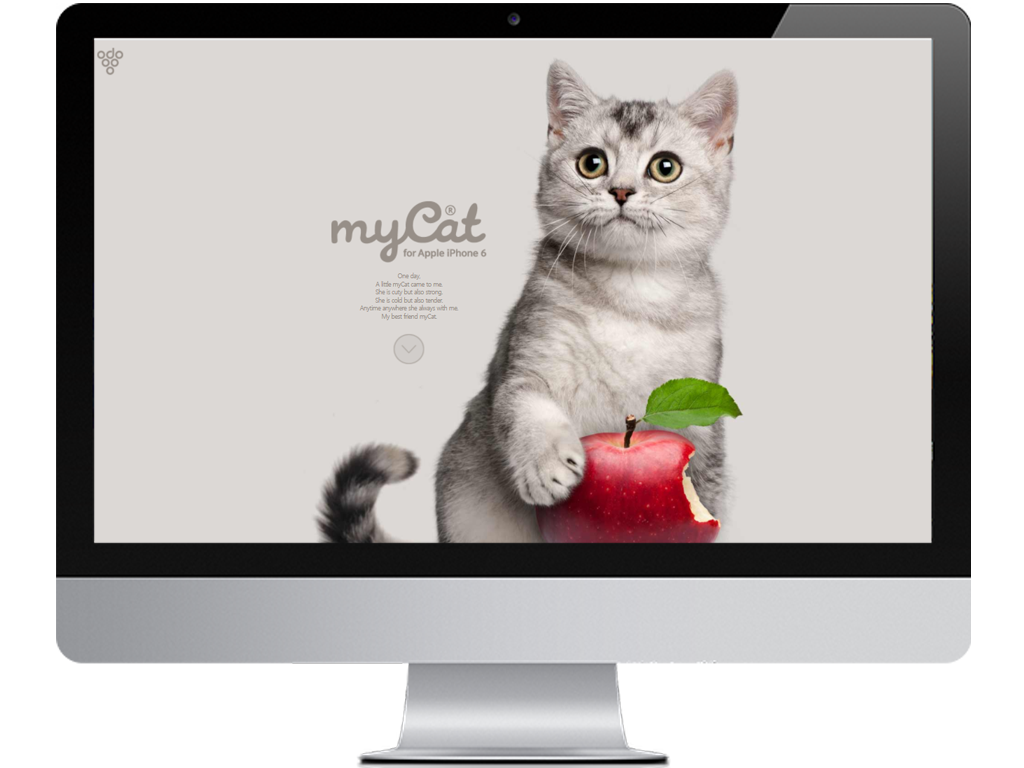 odo
myCat®
for Apple iPhone 6
One day.
A little myCat came to me.
She is cuty but also strong.
She is cold but also tender.
Anytime anywhere she always with me.
My best friend myCat.